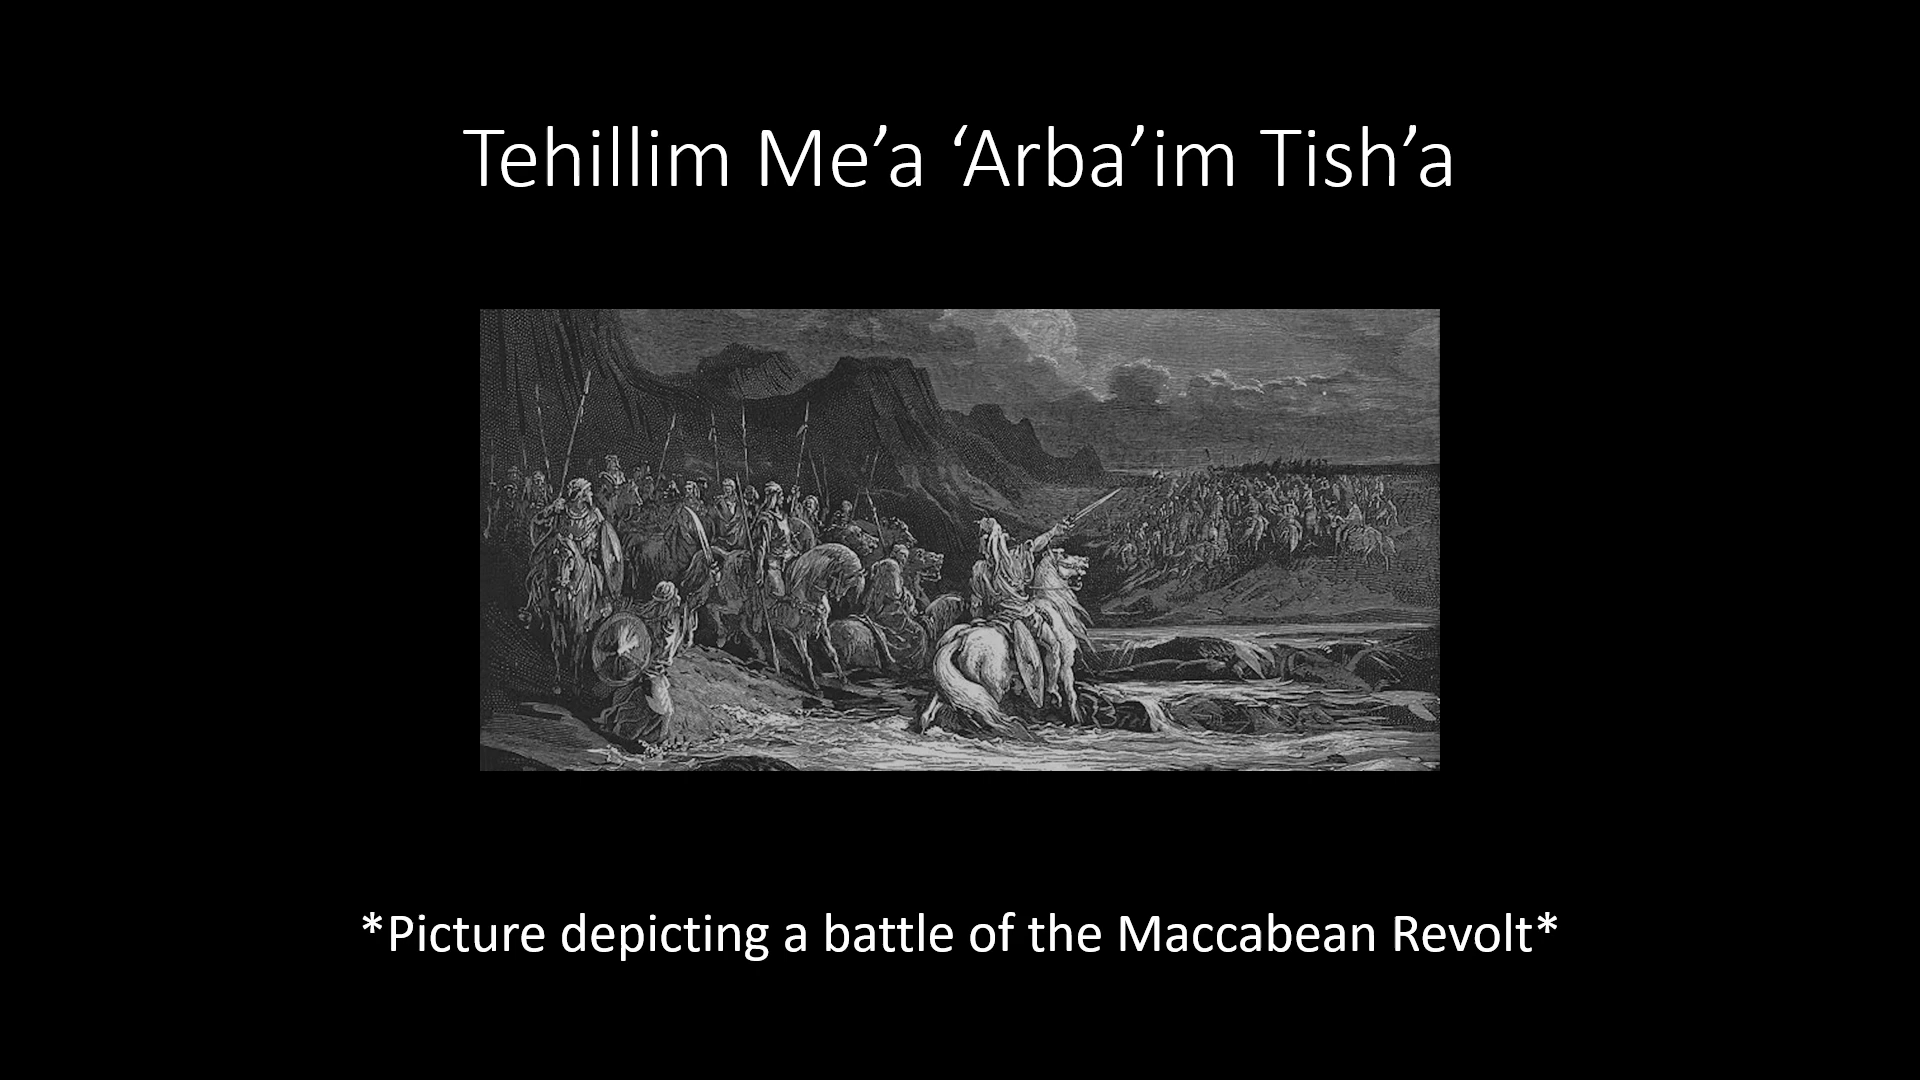 Tehillim Me’a ‘Arba’im Tish’a
*Picture depicting a battle of the Maccabean Revolt*